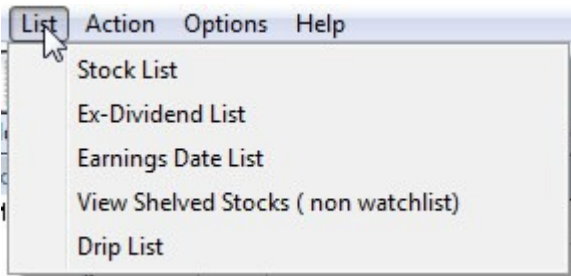 List Action Options Help
Stock List
Ex-Dividend List
Earnings Date List
View Shelved Stocks ( non watchlist)
Drip List